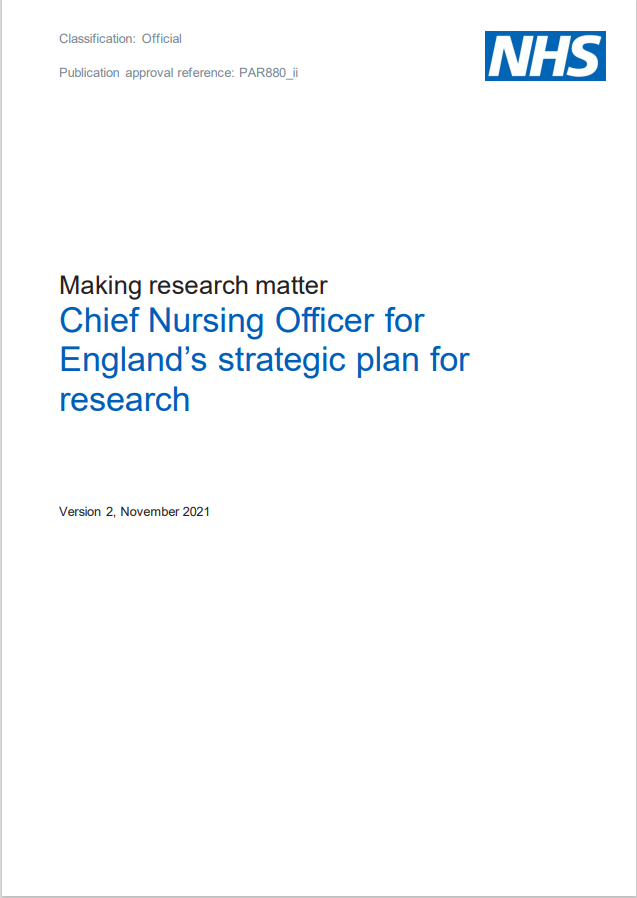 Classification: Official
Publication approval reference: PAR880_ii
NHS
Making research matter
Chief Nursing Officer for
England’s strategic plan for
research
Version 2, November 2021